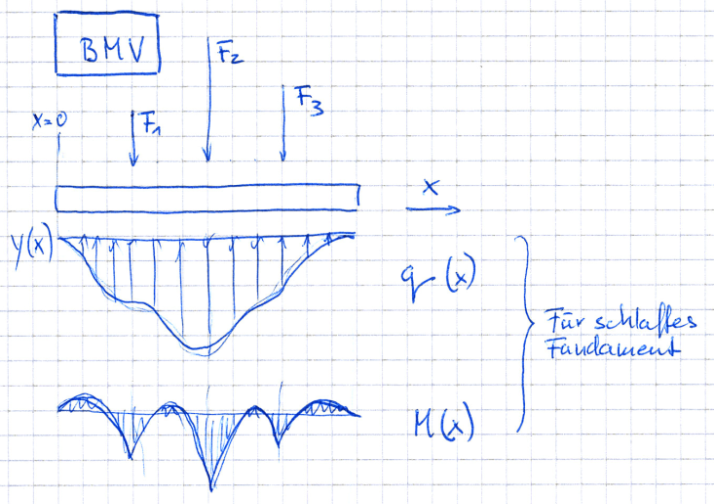 BMV
F₂
F₃
x=0
F₁
x
y(x)
q(x)
Für schlaffes
Fundament
M(x)